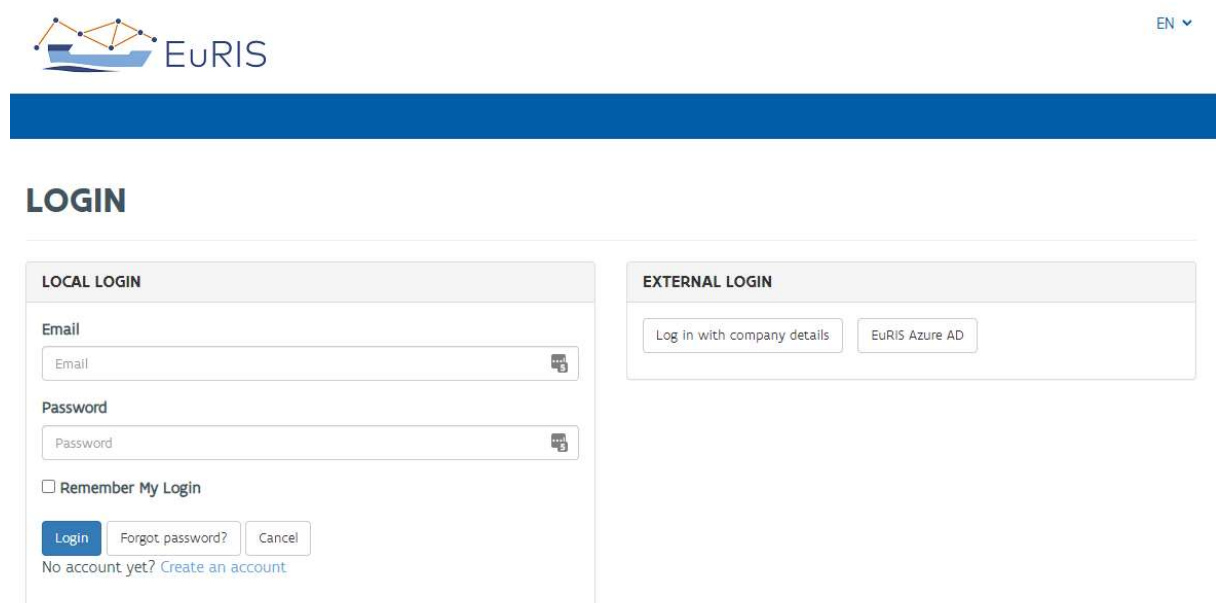 EuRIS
EN
LOGIN
LOCAL LOGIN
Email
Email
Password
Password
Remember My Login
Login Forgot password? Cancel
No account yet? Create an account
EXTERNAL LOGIN
Log in with company details EuRIS Azure AD